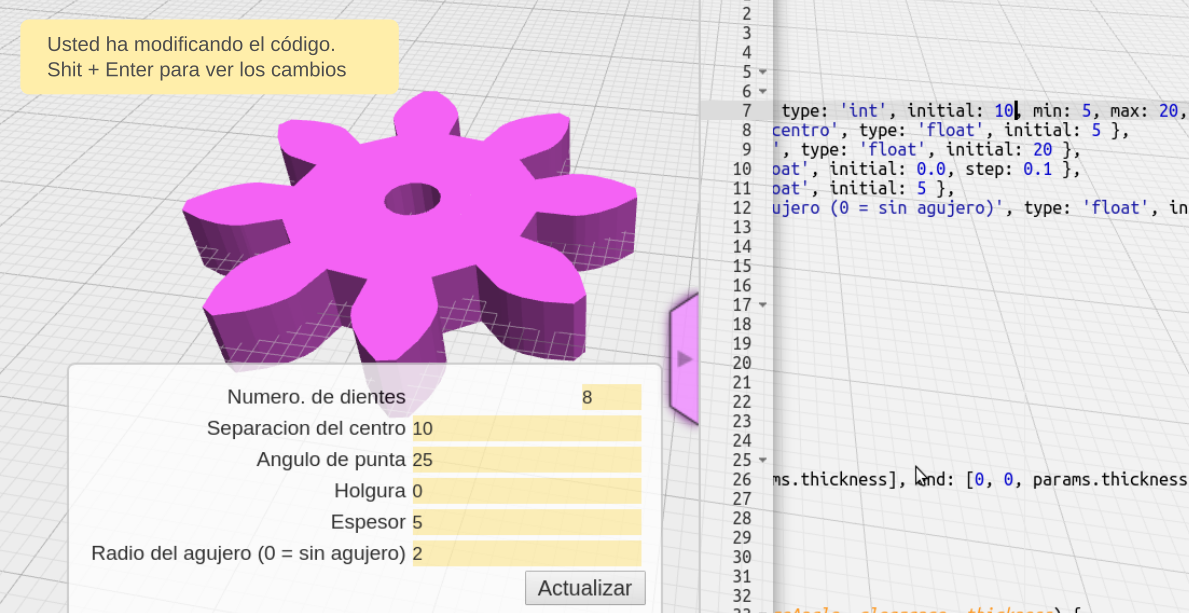 Usted ha modificando el código.
Shit + Enter para ver los cambios
Numero. de dientes 8
Separacion del centro 10
Angulo de punta 25
Holgura 0
Espesor 5
Radio del agujero (0 = sin agujero) 2
Actualizar
2
3
4
5
6
7 type: 'int', initial: 10, min: 5, max: 20,
8 centro', type: 'float', initial: 5 },
9 ', type: 'float', initial: 20 },
10 oat', initial: 0.0, step: 0.1 },
11 oat', initial: 5 },
12 ujero (0 = sin agujero)', type: 'float', in
13
14
15
16
17
18
19
20
21
22
23
24
25
26 ms.thickness], end: [0, 0, params.thickness
27
28
29
30
31
32